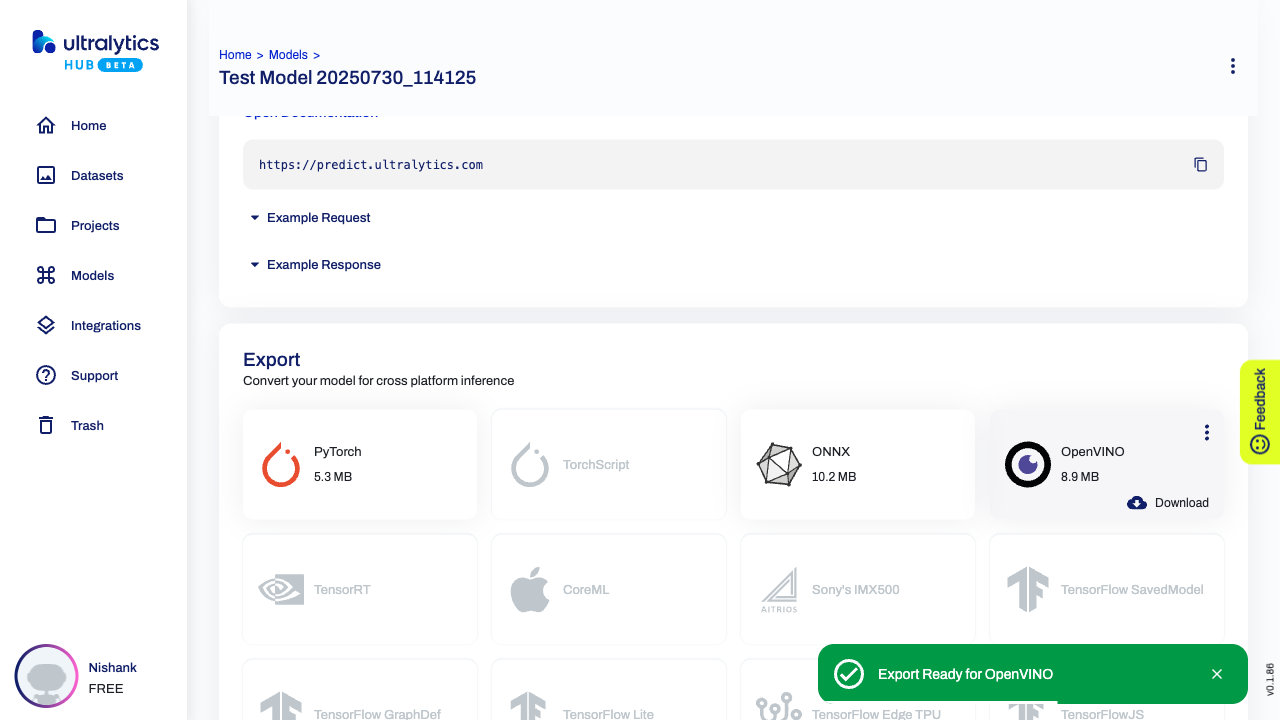 ultralytics
HUB BETA
Home
Datasets
Projects
Models
Integrations
Support
Trash
Nishank
FREE
Home > Models >
Test Model 20250730_114125
Open Documentation
https://predict.ultralytics.com
Example Request
Example Response
Export
Convert your model for cross platform inference
PyTorch
5.3 MB
TorchScript
ONNX
10.2 MB
OpenVINO
8.9 MB
Download
TensorRT
CoreML
AITRIOS
Sony's IMX500
TensorFlow SavedModel
TensorFlow GraphDef
TensorFlow Lite
TensorFlow Edge TPU
TensorFlowJS
Export Ready for OpenVINO
Feedback
v0.1.86